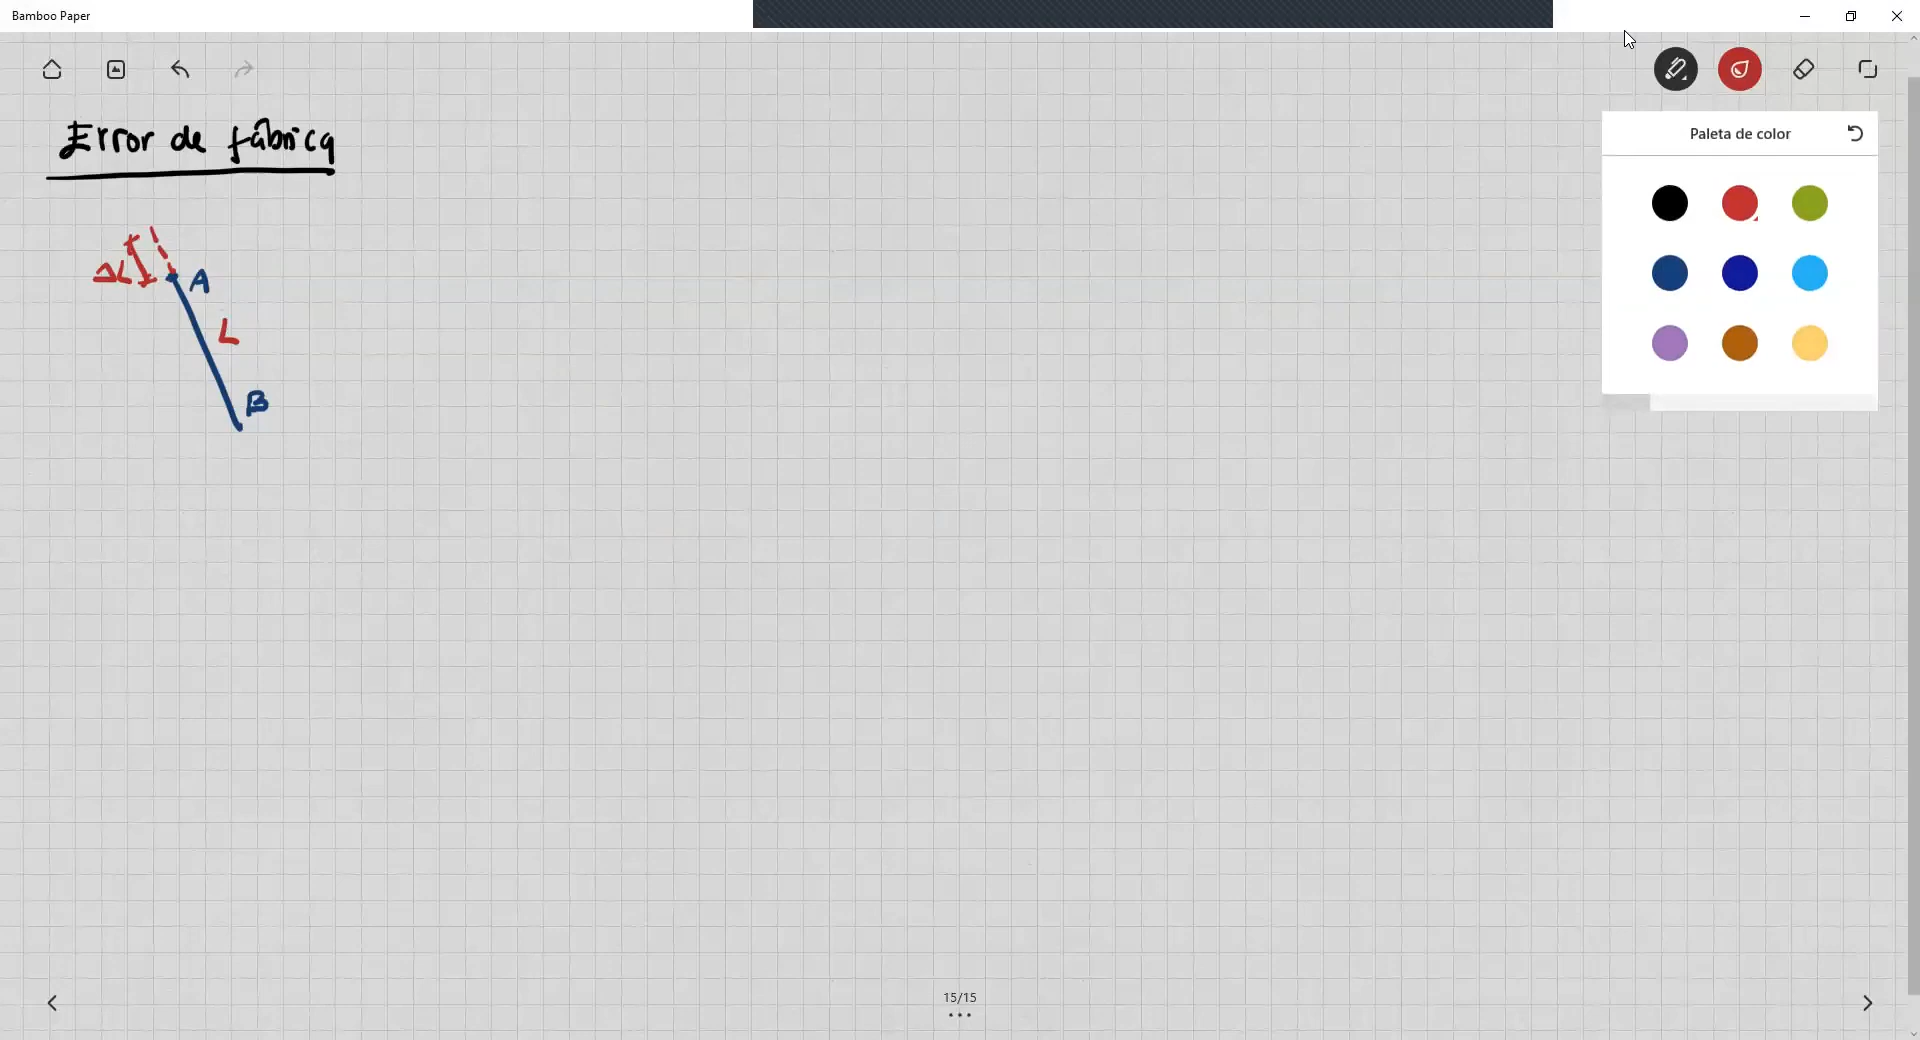 Bamboo Paper
Error de fábrica
Paleta de color
ΔL
A
L
B
15/15